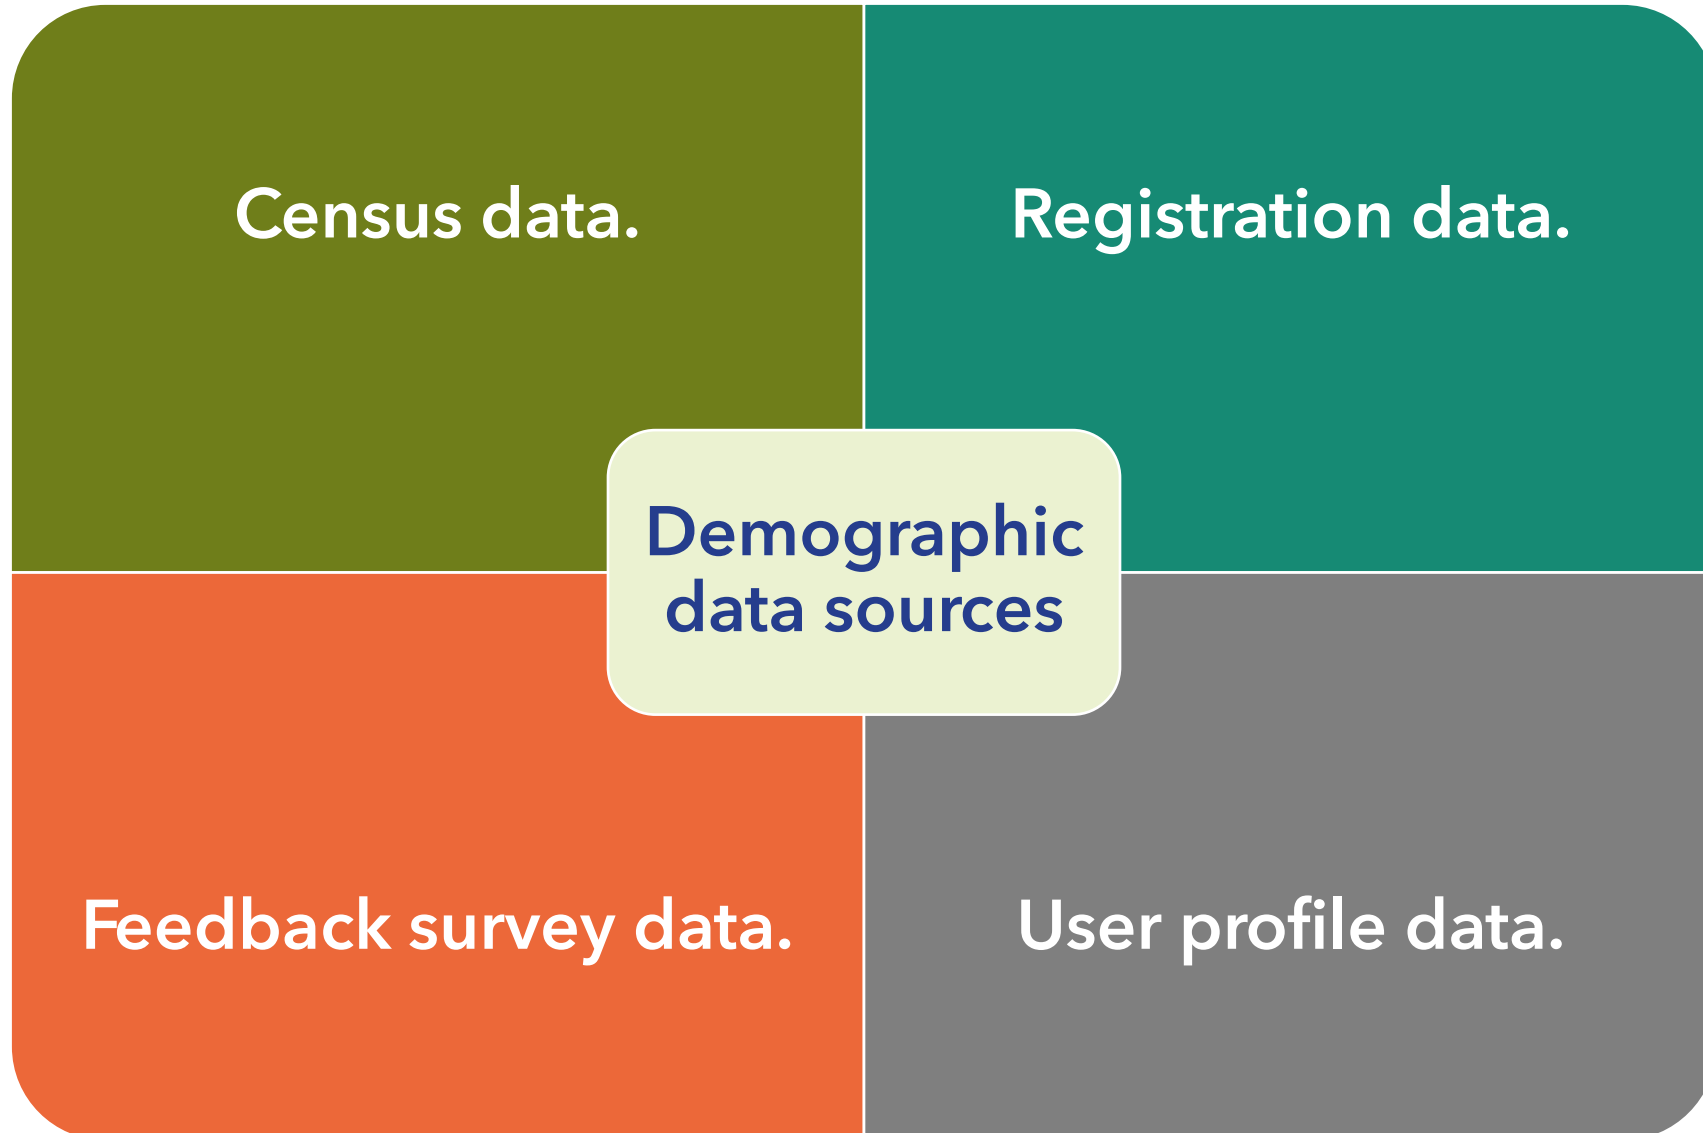 Census data.
Registration data.
Demographic
data sources
Feedback survey data.
User profile data.